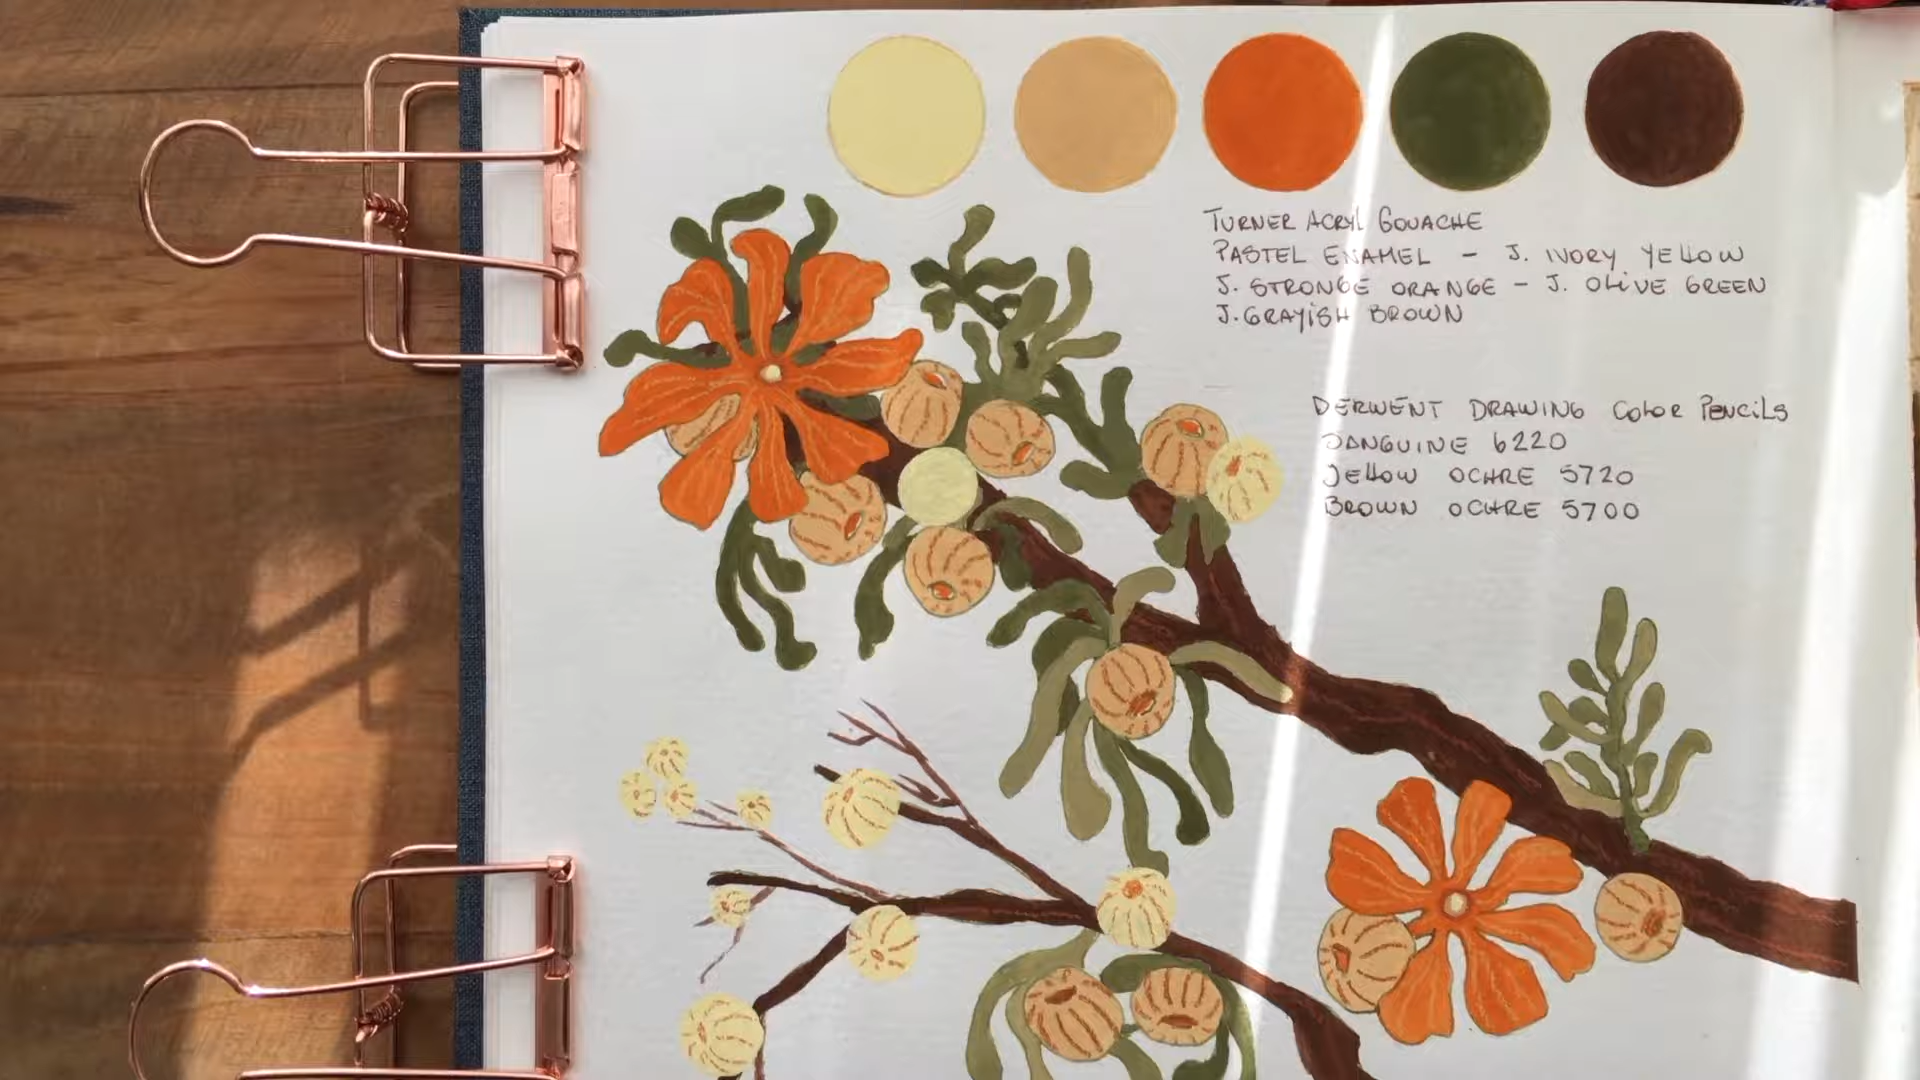 TURNER ACRYL GOUACHE
PASTEL ENAMEL - J. IVORY YELLOW
J. STRONGE ORANGE - J. OLIVE GREEN
J. GRAYISH BROWN
DERWENT DRAWING COLOR PENCILS
SANGUINE 6220
YELLOW OCHRE 5720
BROWN OCHRE 5700